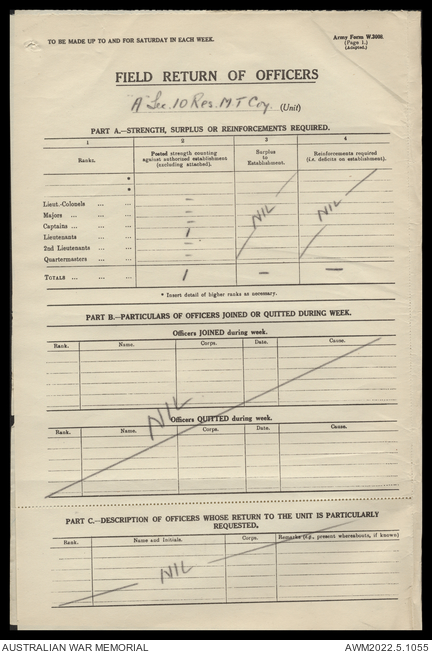 TO BE MADE UP TO AND FOR SATURDAY IN EACH WEEK.
Army Form W.3008.
(Page 1.)
(Adapted.)
FIELD RETURN OF OFFICERS
"A" Sec. 10 Res. M.T Coy. (Unit)
PART A.—STRENGTH, SURPLUS OR REINFORCEMENTS REQUIRED.
1 2 3 4
Ranks. Posted strength counting against authorized establishment (excluding attached). Surplus to Establishment. Reinforcements required (i.e. deficits on establishment).
*
*
Lieut.-Colonels ... ... –
Majors ... ... –
Captains ... ... –
Lieutenants ... ... 1
2nd Lieutenants ... ... –
Quartermasters ... ... –
NIL NIL
TOTALS ... ... ... 1 – –
* Insert detail of higher ranks as necessary.
PART B.—PARTICULARS OF OFFICERS JOINED OR QUITTED DURING WEEK.
Officers JOINED during week.
Rank. Name. Corps. Date. Cause.
NIL
Officers QUITTED during week.
Rank. Name. Corps. Date. Cause.
PART C.—DESCRIPTION OF OFFICERS WHOSE RETURN TO THE UNIT IS PARTICULARLY
REQUESTED.
Rank. Name and Initials. Corps. Remarks (e.g., present whereabouts, if known)
NIL
AUSTRALIAN WAR MEMORIAL AWM2022.5.1055